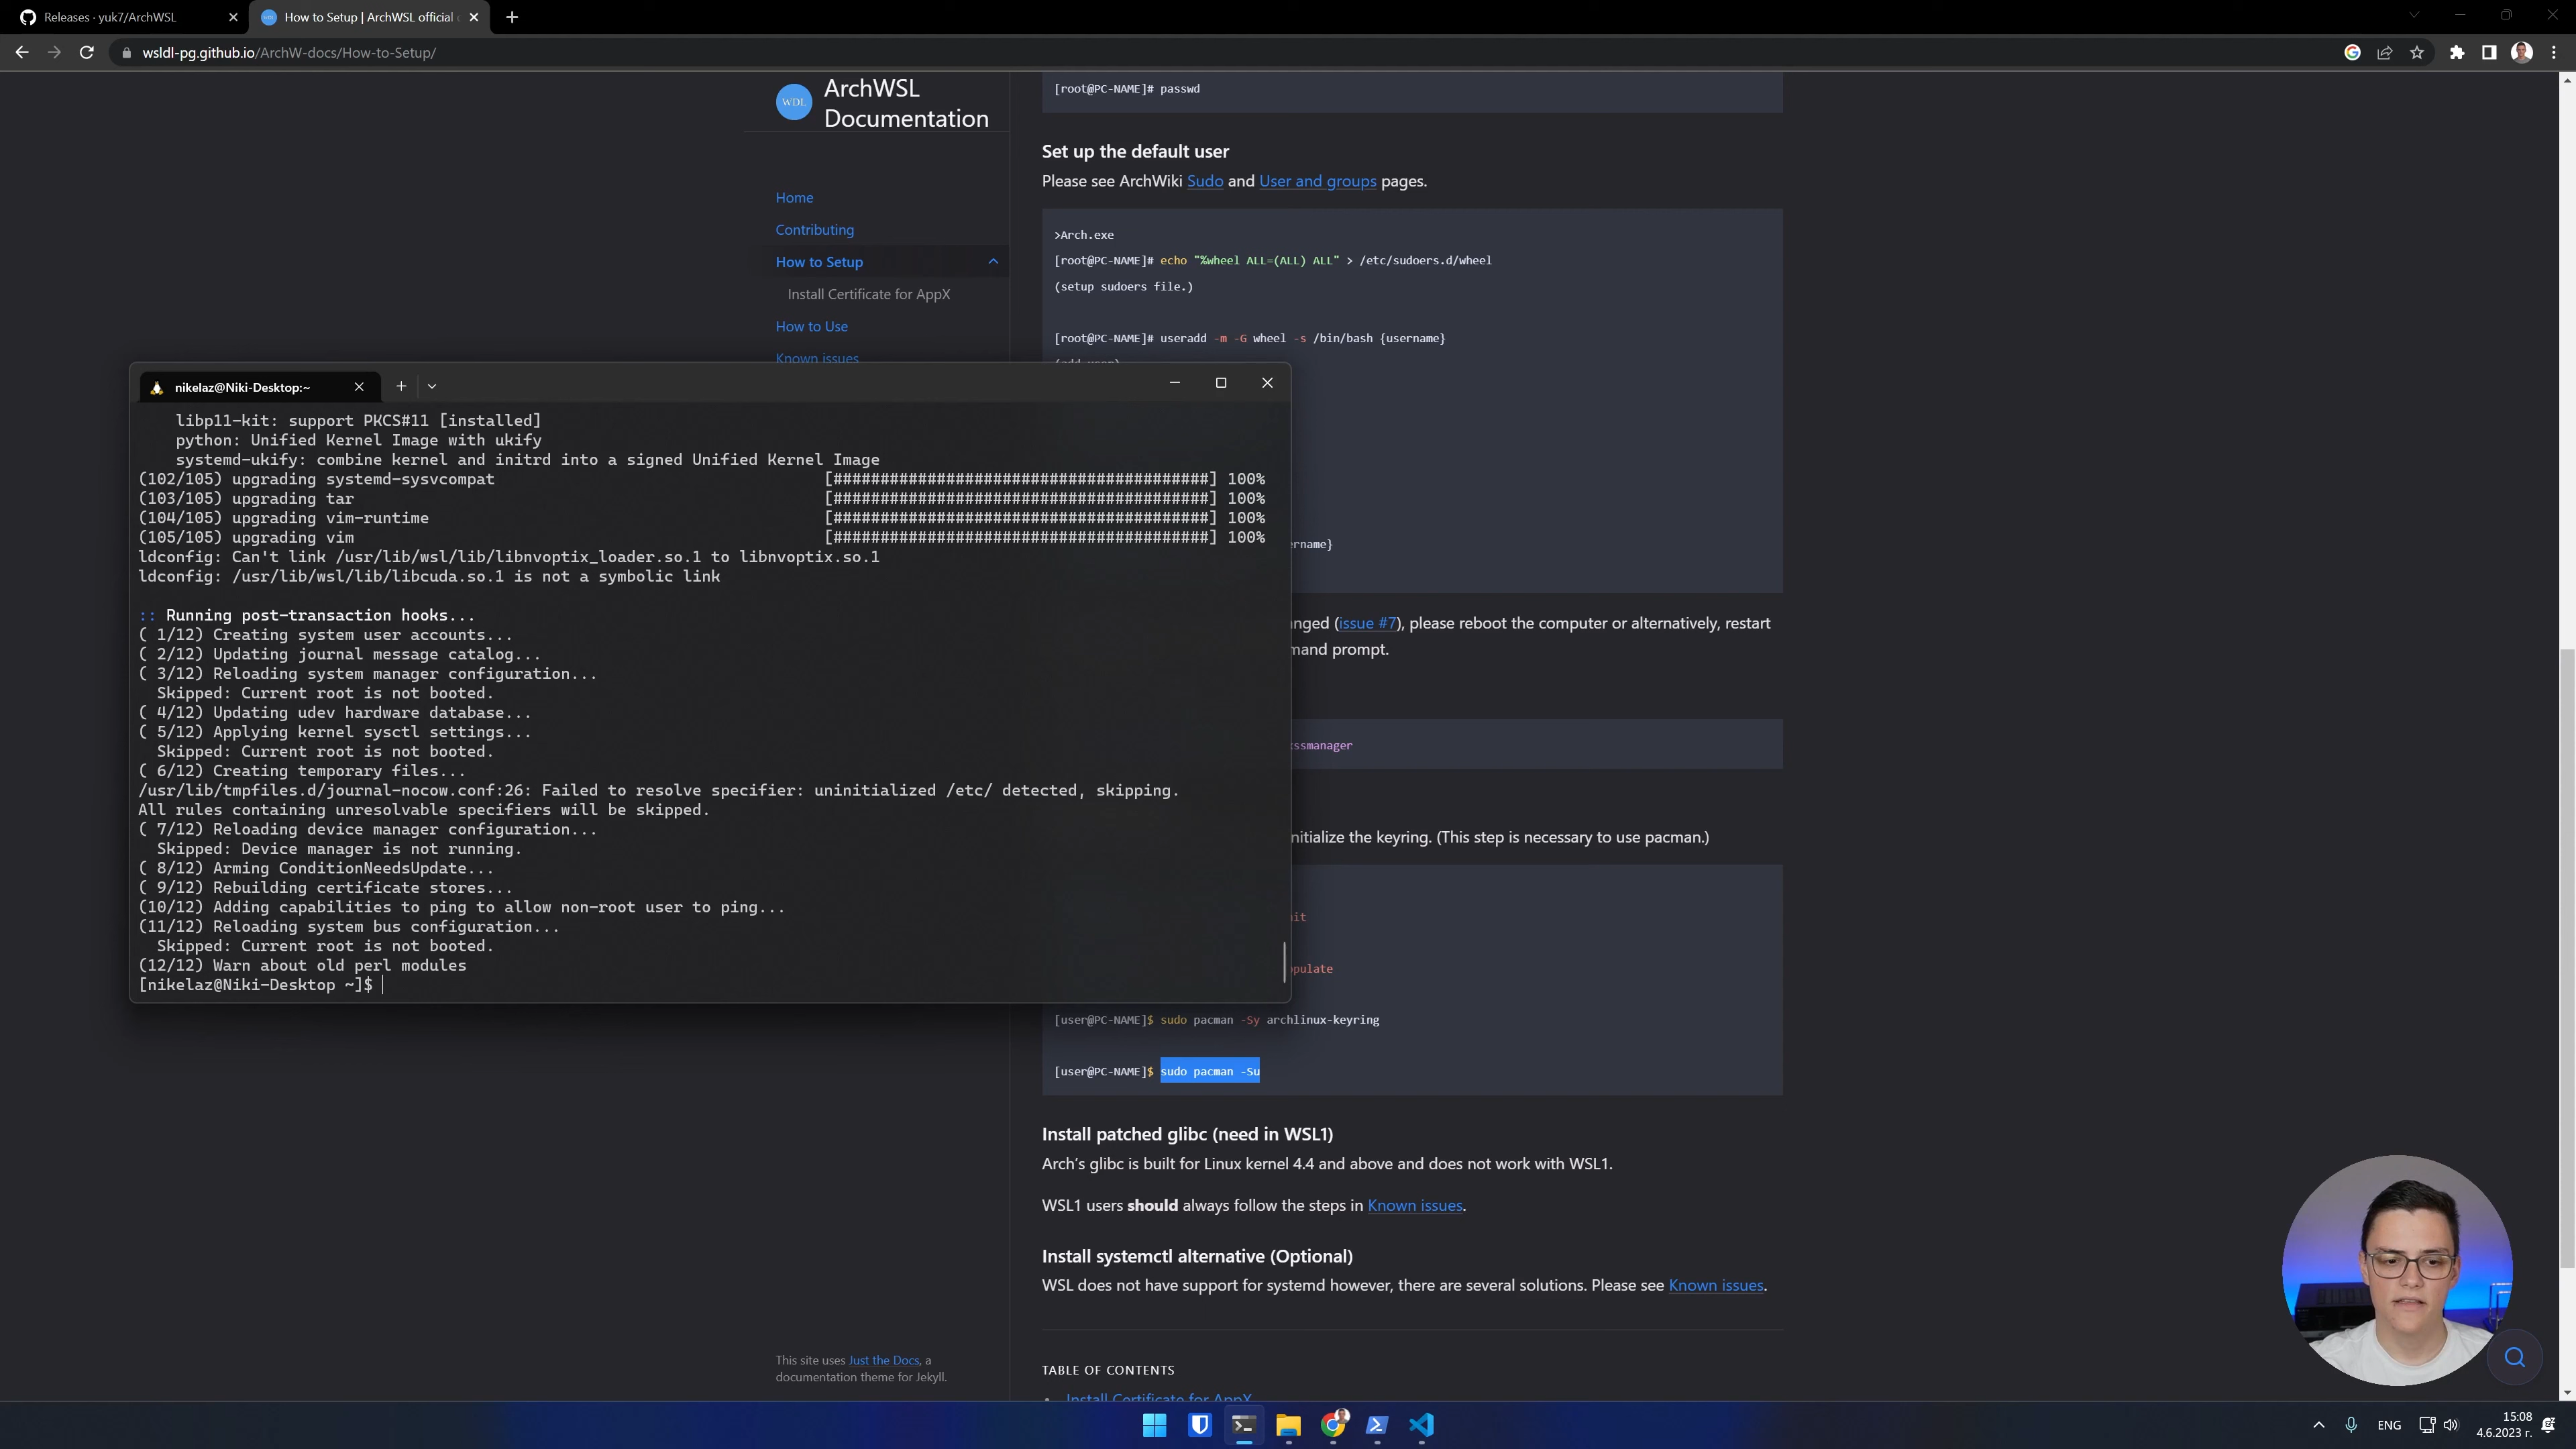 Releases · yuk7/ArchWSL
How to Setup | ArchWSL official
wsldl-pg.github.io/ArchW-docs/How-to-Setup/
WDL
ArchWSL
Documentation
Home
Contributing
How to Setup
Install Certificate for AppX
How to Use
Known issues
This site uses Just the Docs, a
documentation theme for Jekyll.
[root@PC-NAME]# passwd
Set up the default user
Please see ArchWiki Sudo and User and groups pages.
>Arch.exe
[root@PC-NAME]# echo "%wheel ALL=(ALL) ALL" > /etc/sudoers.d/wheel
(setup sudoers file.)
[root@PC-NAME]# useradd -m -G wheel -s /bin/bash {username}
rname}
nged (issue #7), please reboot the computer or alternatively, restart
mand prompt.
ssmanager
nitialize the keyring. (This step is necessary to use pacman.)
nit
opulate
[user@PC-NAME]$ sudo pacman -Sy archlinux-keyring
[user@PC-NAME]$ sudo pacman -Su
Install patched glibc (need in WSL1)
Arch’s glibc is built for Linux kernel 4.4 and above and does not work with WSL1.
WSL1 users should always follow the steps in Known issues.
Install systemctl alternative (Optional)
WSL does not have support for systemd however, there are several solutions. Please see Known issues.
TABLE OF CONTENTS
Install Certificate for AppX
nikelaz@Niki-Desktop:~
libp11-kit: support PKCS#11 [installed]
python: Unified Kernel Image with ukify
systemd-ukify: combine kernel and initrd into a signed Unified Kernel Image
(102/105) upgrading systemd-sysvcompat [########################################] 100%
(103/105) upgrading tar [########################################] 100%
(104/105) upgrading vim-runtime [########################################] 100%
(105/105) upgrading vim [########################################] 100%
ldconfig: Can't link /usr/lib/wsl/lib/libnvoptix_loader.so.1 to libnvoptix.so.1
ldconfig: /usr/lib/wsl/lib/libcuda.so.1 is not a symbolic link
:: Running post-transaction hooks...
( 1/12) Creating system user accounts...
( 2/12) Updating journal message catalog...
( 3/12) Reloading system manager configuration...
Skipped: Current root is not booted.
( 4/12) Updating udev hardware database...
( 5/12) Applying kernel sysctl settings...
Skipped: Current root is not booted.
( 6/12) Creating temporary files...
/usr/lib/tmpfiles.d/journal-nocow.conf:26: Failed to resolve specifier: uninitialized /etc/ detected, skipping.
All rules containing unresolvable specifiers will be skipped.
( 7/12) Reloading device manager configuration...
Skipped: Device manager is not running.
( 8/12) Arming ConditionNeedsUpdate...
( 9/12) Rebuilding certificate stores...
(10/12) Adding capabilities to ping to allow non-root user to ping...
(11/12) Reloading system bus configuration...
Skipped: Current root is not booted.
(12/12) Warn about old perl modules
[nikelaz@Niki-Desktop ~]$
ENG
15:08
4.6.2023 г.